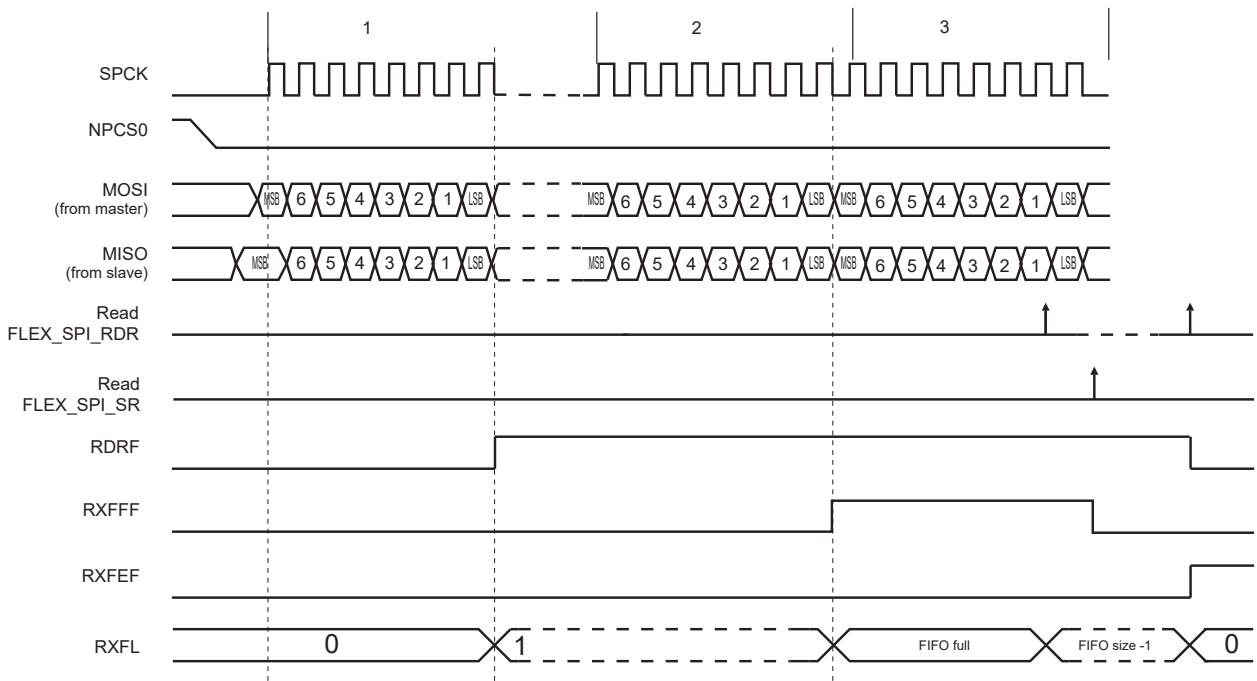 1 2 3
SPCK
NPCS0
MOSI
(from master)
MSB 6 5 4 3 2 1 LSB MSB 6 5 4 3 2 1 LSB MSB 6 5 4 3 2 1 LSB
MISO
(from slave)
MSB 6 5 4 3 2 1 LSB MSB 6 5 4 3 2 1 LSB MSB 6 5 4 3 2 1 LSB
Read
FLEX_SPI_RDR
Read
FLEX_SPI_SR
RDRF
RXFFF
RXFEF
RXFL 0 1 FIFO full FIFO size -1 0